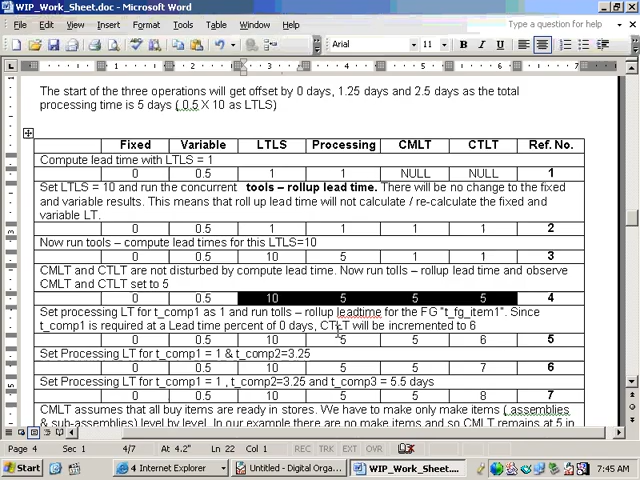 WIP_Work_Sheet.doc - Microsoft Word
File Edit View Insert Format Tools Table Window Help
Type a question for help
Arial 11 B I U
The start of the three operations will get offset by 0 days, 1.25 days and 2.5 days as the total
processing time is 5 days ( 0.5 X 10 as LTLS)
Fixed Variable LTLS Processing CMLT CTLT Ref. No.
Compute lead time with LTLS = 1
0 0.5 1 1 NULL NULL 1
Set LTLS = 10 and run the concurrent tools – rollup lead time. There will be no change to the fixed
and variable results. This means that roll up lead time will not calculate / re-calculate the fixed and
variable LT.
0 0.5 1 1 1 1 2
Now run tools – compute lead times for this LTLS=10
0 0.5 10 5 1 1 3
CMLT and CTLT are not disturbed by compute lead time. Now run tolls – rollup lead time and observe
CMLT and CTLT set to 5
0 0.5 10 5 5 5 4
Set processing LT for t_comp1 as 1 and run tolls – rollup leadtime for the FG "t_fg_item1". Since
t_comp1 is required at a Lead time percent of 0 days, CTLT will be incremented to 6
0 0.5 10 5 5 6 5
Set Processing LT for t_comp1 = 1 & t_comp2=3.25
0 0.5 10 5 5 7 6
Set Processing LT for t_comp1 = 1 , t_comp2=3.25 and t_comp3 = 5.5 days
0 0.5 10 5 5 8 7
CMLT assumes that all buy items are ready in stores. We have to make only make items ( assemblies
& sub-assemblies) level by level. In our example there are no make items and so CMLT remains at 5 in
Page 4 Sec 1 4/7 At 4.2" Ln 22 Col 1 REC TRK EXT OVR
Start 4 Internet Explorer Untitled - Digital Orga... WIP_Work_Sheet.... 7:45 AM